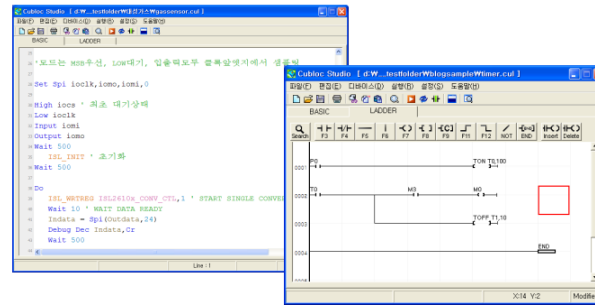 Cubloc Studio [ d:₩...testfolder₩대상가스₩gassensor.cul ]
파일(F) 편집(E) 디바이스(D) 실행(R) 설정(S) 도움말(H)
BASIC LADDER
'모드는 MSB우선, LOW대기, 입출력모두 클록앞엣지에서 샘플링
Set Spi ioclk,iomo,iomi,0
High iocs ' 최초 대기상태
Low ioclk
Input iomi
Output iomo
Wait 500
ISL_INIT ' 초기화
Wait 500
Do
ISL_WRTREG ISL2610x_CONV_CTL,1 ' START SINGLE CONVER
Wait 10 ' WAIT DATA READY
Indata = Spi(Outdata,24)
Debug Dec Indata,Cr
Wait 500
Line : 1
Cubloc Studio [ d:₩...testfolder₩blogsample₩timer.cul ]
파일(F) 편집(E) 디바이스(D) 실행(R) 설정(S) 도움말(H)
BASIC LADDER
Search F3 F4 F5 F6 F7 F8 F9 F11 F12 NOT END Insert Delete
P0 TON T0,100
0001
T0 M3 M0
0002
TOFF T1,10
0003
END
0004
0005
X:14 Y:2 Modifie